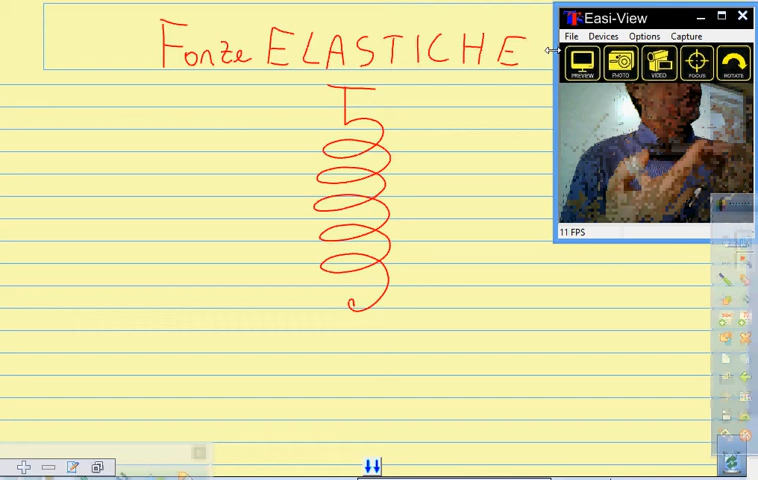 Forze ELASTICHE
Easi-View
File Devices Options Capture
PREVIEW PHOTO VIDEO FOCUS ROTATE
11 FPS